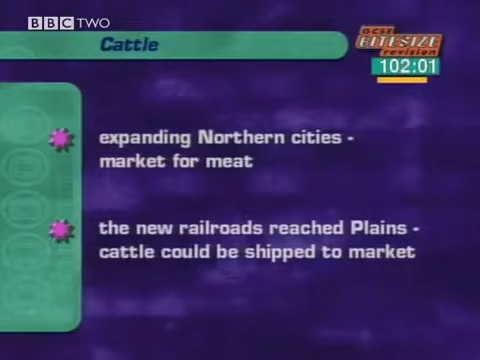 BBC TWO
Cattle
GCSE
BITESIZE
revision
102:01
expanding Northern cities -
market for meat
the new railroads reached Plains -
cattle could be shipped to market